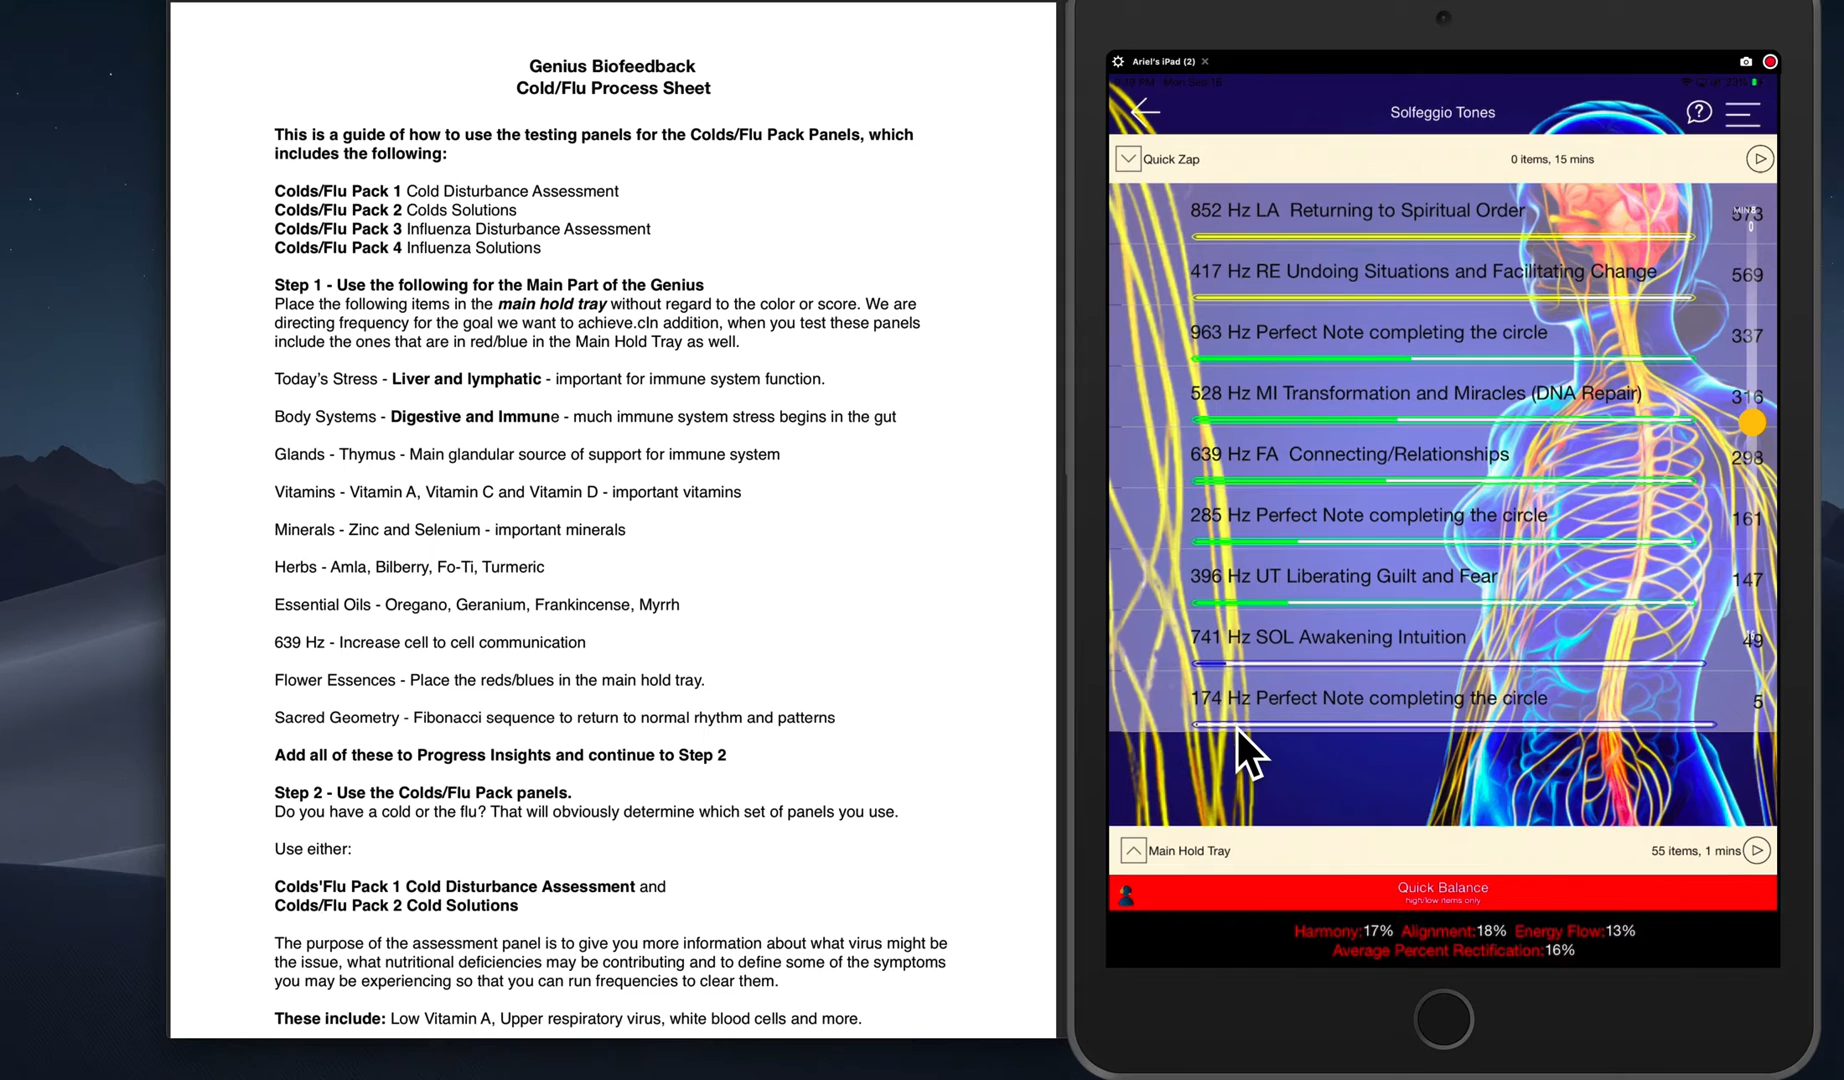 Genius Biofeedback
Cold/Flu Process Sheet
This is a guide of how to use the testing panels for the Colds/Flu Pack Panels, which
includes the following:
Colds/Flu Pack 1 Cold Disturbance Assessment
Colds/Flu Pack 2 Colds Solutions
Colds/Flu Pack 3 Influenza Disturbance Assessment
Colds/Flu Pack 4 Influenza Solutions
Step 1 - Use the following for the Main Part of the Genius
Place the following items in the main hold tray without regard to the color or score. We are
directing frequency for the goal we want to achieve.cIn addition, when you test these panels
include the ones that are in red/blue in the Main Hold Tray as well.
Today's Stress - Liver and lymphatic - important for immune system function.
Body Systems - Digestive and Immune - much immune system stress begins in the gut
Glands - Thymus - Main glandular source of support for immune system
Vitamins - Vitamin A, Vitamin C and Vitamin D - important vitamins
Minerals - Zinc and Selenium - important minerals
Herbs - Amla, Bilberry, Fo-Ti, Turmeric
Essential Oils - Oregano, Geranium, Frankincense, Myrrh
639 Hz - Increase cell to cell communication
Flower Essences - Place the reds/blues in the main hold tray.
Sacred Geometry - Fibonacci sequence to return to normal rhythm and patterns
Add all of these to Progress Insights and continue to Step 2
Step 2 - Use the Colds/Flu Pack panels.
Do you have a cold or the flu? That will obviously determine which set of panels you use.
Use either:
Colds'Flu Pack 1 Cold Disturbance Assessment and
Colds/Flu Pack 2 Cold Solutions
The purpose of the assessment panel is to give you more information about what virus might be
the issue, what nutritional deficiencies may be contributing and to define some of the symptoms
you may be experiencing so that you can run frequencies to clear them.
These include: Low Vitamin A, Upper respiratory virus, white blood cells and more.
Ariel's iPad (2)
Mon Sep 16
23%
Solfeggio Tones
Quick Zap 0 items, 15 mins
852 Hz LA Returning to Spiritual Order 573
MINS
0
417 Hz RE Undoing Situations and Facilitating Change 569
963 Hz Perfect Note completing the circle 337
528 Hz MI Transformation and Miracles (DNA Repair) 316
639 Hz FA Connecting/Relationships 298
285 Hz Perfect Note completing the circle 161
396 Hz UT Liberating Guilt and Fear 147
741 Hz SOL Awakening Intuition 49
174 Hz Perfect Note completing the circle 5
Main Hold Tray 55 items, 1 mins
Quick Balance
high/low items only
Harmony:17% Alignment:18% Energy Flow:13%
Average Percent Rectification:16%